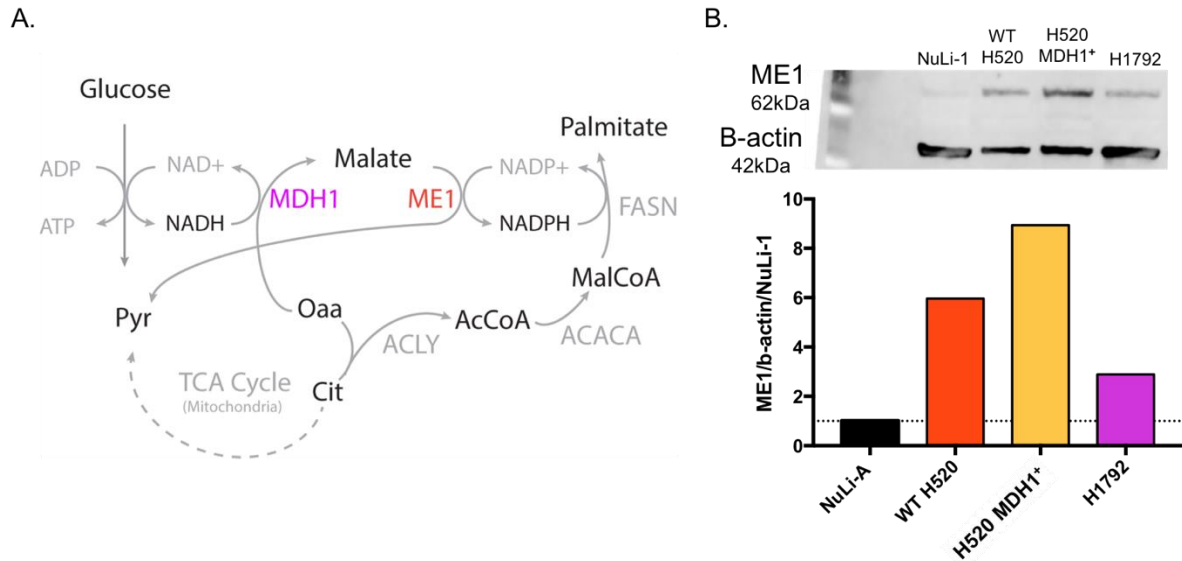 A.
Glucose
ADP
NAD+
Malate
NADP+
Palmitate
MDH1
ME1
FASN
ATP
NADH
NADPH
MalCoA
Pyr
Oaa
AcCoA
ACLY
ACACA
TCA Cycle
(Mitochondria)
Cit
B.
NuLi-1
WT
H520
H520
MDH1⁺
H1792
ME1
62kDa
B-actin
42kDa
ME1/b-actin/NuLi-1
10
8
6
4
2
0
NuLi-A
WT H520
H520 MDH1⁺
H1792